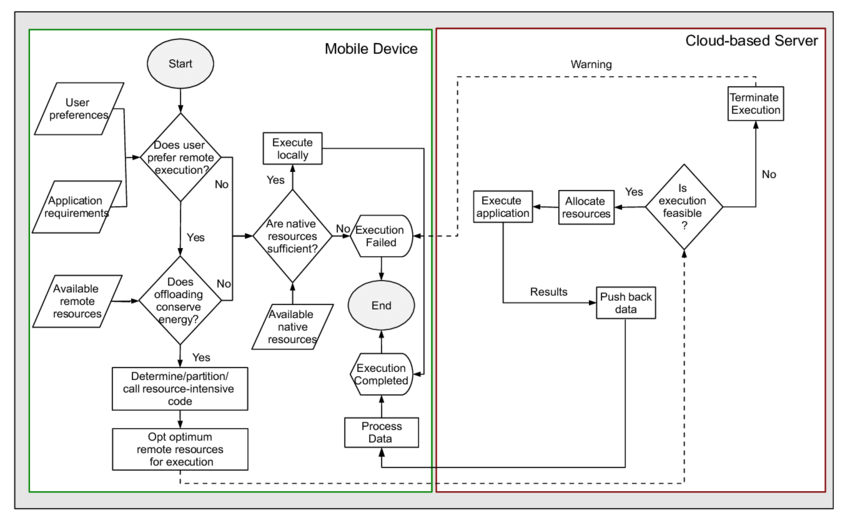 Mobile Device
Cloud-based Server
Start
User
preferences
Does user
prefer remote
execution?
Application
requirements
No
Yes
Available
remote
resources
Does
offloading
conserve
energy?
No
Yes
Determine/partition/
call resource-intensive
code
Opt optimum
remote resources
for execution
Execute
locally
Yes
Are native
resources
sufficient?
No
Available
native
resources
Execution
Failed
End
Execution
Completed
Process
Data
Warning
Terminate
Execution
No
Is
execution
feasible
?
Yes
Allocate
resources
Execute
application
Results
Push back
data